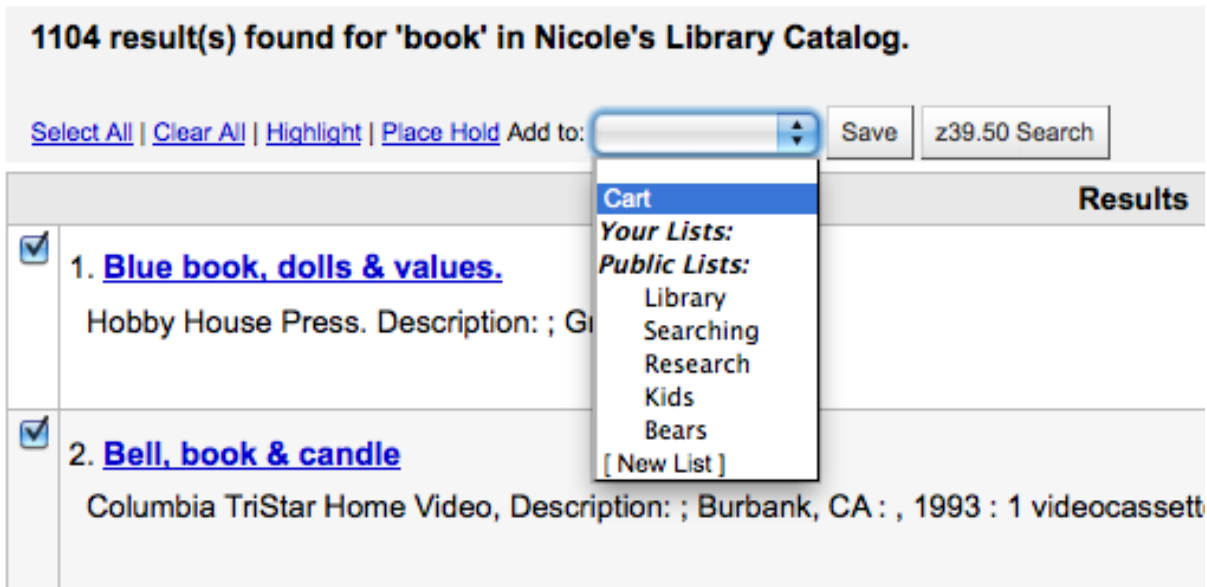 1104 result(s) found for 'book' in Nicole's Library Catalog.
Select All | Clear All | Highlight | Place Hold Add to: Save z39.50 Search
Cart
Your Lists:
Public Lists:
Library
Searching
Research
Kids
Bears
[ New List ]
Results
1. Blue book, dolls & values.
Hobby House Press. Description: ;
2. Bell, book & candle
Columbia TriStar Home Video, Description: ; Burbank, CA : , 1993 : 1